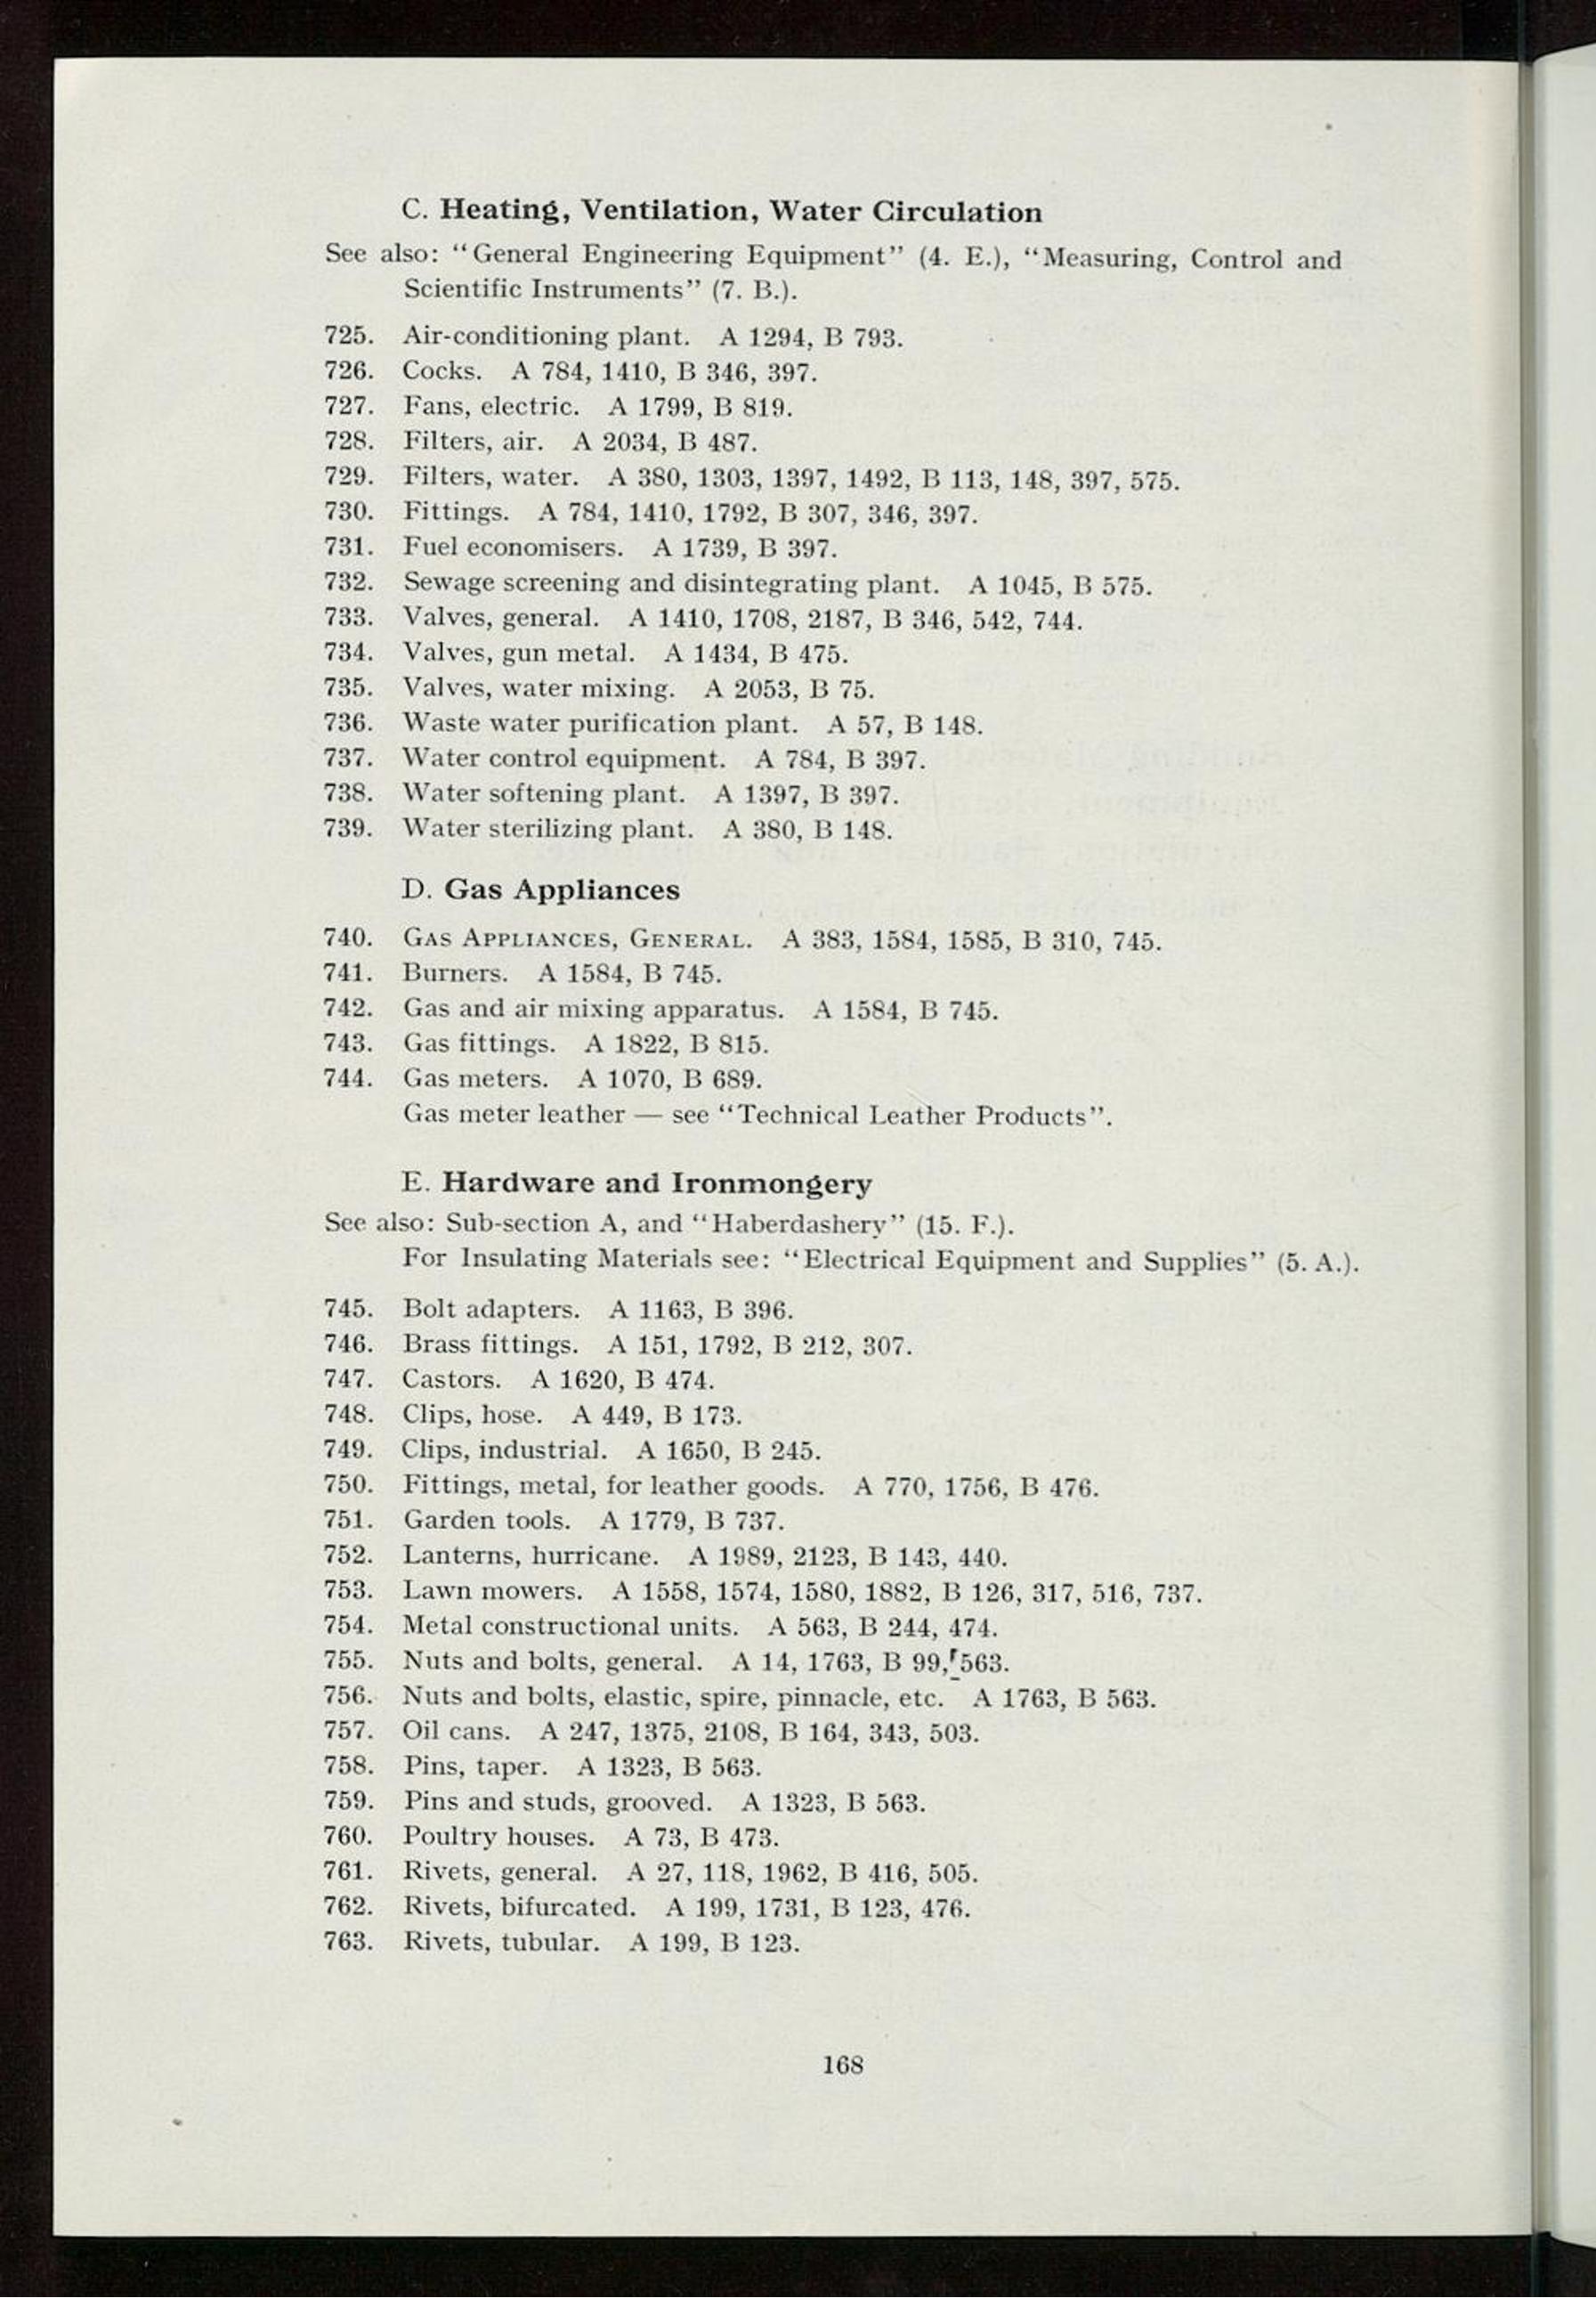 C. Heating, Ventilation, Water Circulation
See also: "General Engineering Equipment" (4. E.), "Measuring, Control and
Scientific Instruments" (7. B.).
725. Air-conditioning plant. A 1294, B 793.
726. Cocks. A 784, 1410, B 346, 397.
727. Fans, electric. A 1799, B 819.
728. Filters, air. A 2034, B 487.
729. Filters, water. A 380, 1303, 1397, 1492, B 113, 148, 397, 575.
730. Fittings. A 784, 1410, 1792, B 307, 346, 397.
731. Fuel economisers. A 1739, B 397.
732. Sewage screening and disintegrating plant. A 1045, B 575.
733. Valves, general. A 1410, 1708, 2187, B 346, 542, 744.
734. Valves, gun metal. A 1434, B 475.
735. Valves, water mixing. A 2053, B 75.
736. Waste water purification plant. A 57, B 148.
737. Water control equipment. A 784, B 397.
738. Water softening plant. A 1397, B 397.
739. Water sterilizing plant. A 380, B 148.
D. Gas Appliances
740. GAS APPLIANCES, GENERAL. A 383, 1584, 1585, B 310, 745.
741. Burners. A 1584, B 745.
742. Gas and air mixing apparatus. A 1584, B 745.
743. Gas fittings. A 1822, B 815.
744. Gas meters. A 1070, B 689.
Gas meter leather — see "Technical Leather Products".
E. Hardware and Ironmongery
See also: Sub-section A, and "Haberdashery" (15. F.).
For Insulating Materials see: "Electrical Equipment and Supplies" (5. A.).
745. Bolt adapters. A 1163, B 396.
746. Brass fittings. A 151, 1792, B 212, 307.
747. Castors. A 1620, B 474.
748. Clips, hose. A 449, B 173.
749. Clips, industrial. A 1650, B 245.
750. Fittings, metal, for leather goods. A 770, 1756, B 476.
751. Garden tools. A 1779, B 737.
752. Lanterns, hurricane. A 1989, 2123, B 143, 440.
753. Lawn mowers. A 1558, 1574, 1580, 1882, B 126, 317, 516, 737.
754. Metal constructional units. A 563, B 244, 474.
755. Nuts and bolts, general. A 14, 1763, B 99, 563.
756. Nuts and bolts, elastic, spire, pinnacle, etc. A 1763, B 563.
757. Oil cans. A 247, 1375, 2108, B 164, 343, 503.
758. Pins, taper. A 1323, B 563.
759. Pins and studs, grooved. A 1323, B 563.
760. Poultry houses. A 73, B 473.
761. Rivets, general. A 27, 118, 1962, B 416, 505.
762. Rivets, bifurcated. A 199, 1731, B 123, 476.
763. Rivets, tubular. A 199, B 123.
168